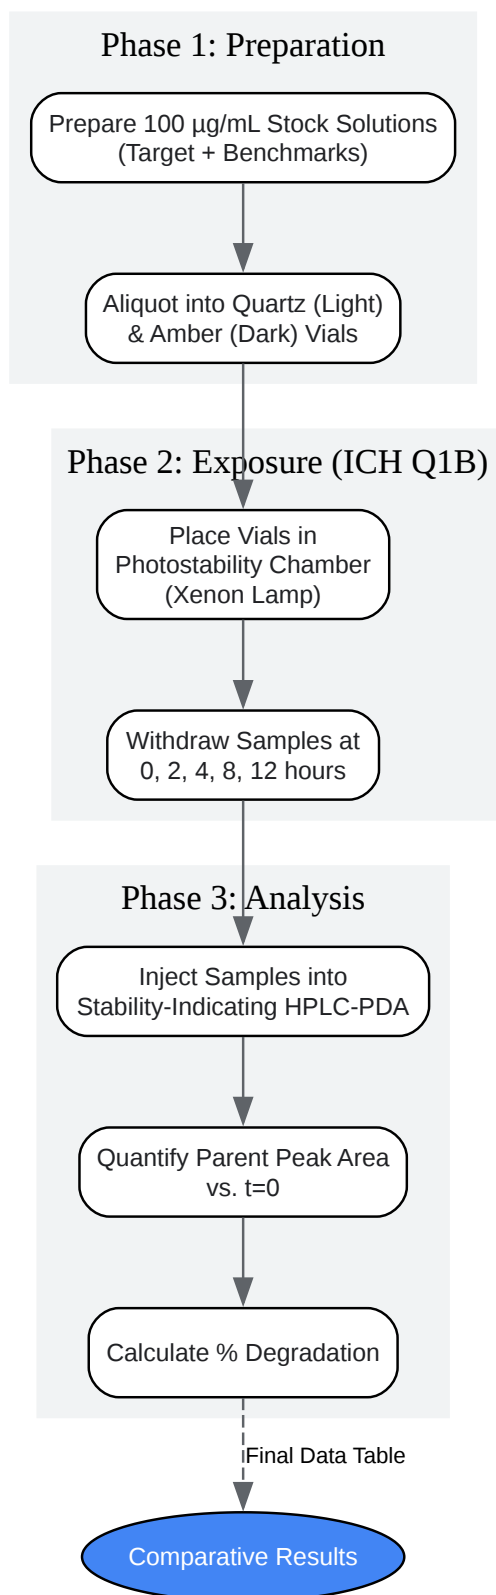 Phase 1: Preparation
Prepare 100 µg/mL Stock Solutions
(Target + Benchmarks)
Aliquot into Quartz (Light)
& Amber (Dark) Vials
Phase 2: Exposure (ICH Q1B)
Place Vials in
Photostability Chamber
(Xenon Lamp)
Withdraw Samples at
0, 2, 4, 8, 12 hours
Phase 3: Analysis
Inject Samples into
Stability-Indicating HPLC-PDA
Quantify Parent Peak Area
vs. t=0
Calculate % Degradation
Final Data Table
Comparative Results